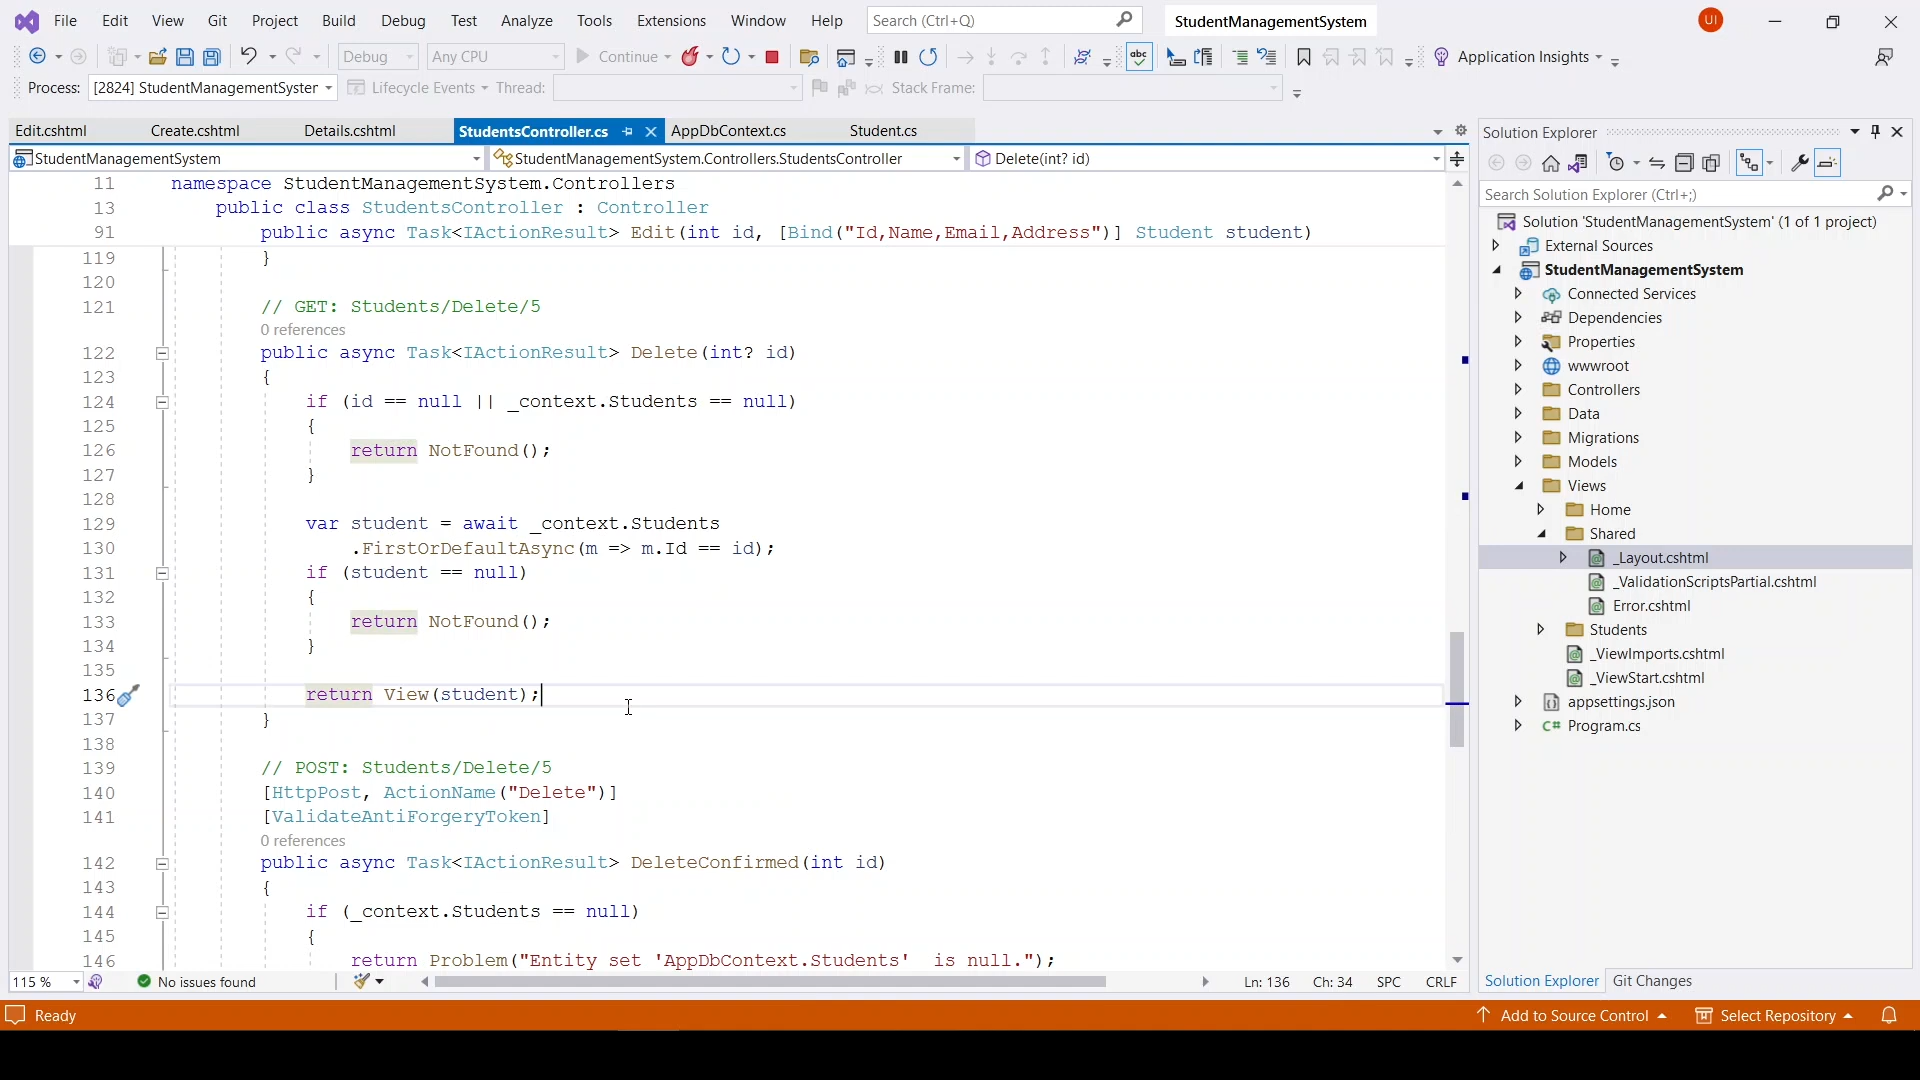 File Edit View Git Project Build Debug Test Analyze Tools Extensions Window Help Search (Ctrl+Q) StudentManagementSystem UI
Debug Any CPU Continue abc Application Insights
Process: [2824] StudentManagementSyster Lifecycle Events Thread: Stack Frame:
Edit.cshtml Create.cshtml Details.cshtml StudentsController.cs AppDbContext.cs Student.cs
StudentManagementSystem StudentManagementSystem.Controllers.StudentsController Delete(int? id)
11 namespace StudentManagementSystem.Controllers
13 public class StudentsController : Controller
91 public async Task<IActionResult> Edit(int id, [Bind("Id,Name,Email,Address")] Student student)
119 }
120
121 // GET: Students/Delete/5
0 references
122 public async Task<IActionResult> Delete(int? id)
123 {
124 if (id == null || _context.Students == null)
125 {
126 return NotFound();
127 }
128
129 var student = await _context.Students
130 .FirstOrDefaultAsync(m => m.Id == id);
131 if (student == null)
132 {
133 return NotFound();
134 }
135
136 return View(student);
137 }
138
139 // POST: Students/Delete/5
140 [HttpPost, ActionName("Delete")]
141 [ValidateAntiForgeryToken]
0 references
142 public async Task<IActionResult> DeleteConfirmed(int id)
143 {
144 if (_context.Students == null)
145 {
146 return Problem("Entity set 'AppDbContext.Students'  is null.");
115 % No issues found Ln: 136 Ch: 34 SPC CRLF
Solution Explorer
Search Solution Explorer (Ctrl+;)
Solution 'StudentManagementSystem' (1 of 1 project)
External Sources
StudentManagementSystem
Connected Services
Dependencies
Properties
wwwroot
Controllers
Data
Migrations
Models
Views
Home
Shared
_Layout.cshtml
_ValidationScriptsPartial.cshtml
Error.cshtml
Students
_ViewImports.cshtml
_ViewStart.cshtml
appsettings.json
C# Program.cs
Solution Explorer Git Changes
Ready Add to Source Control Select Repository